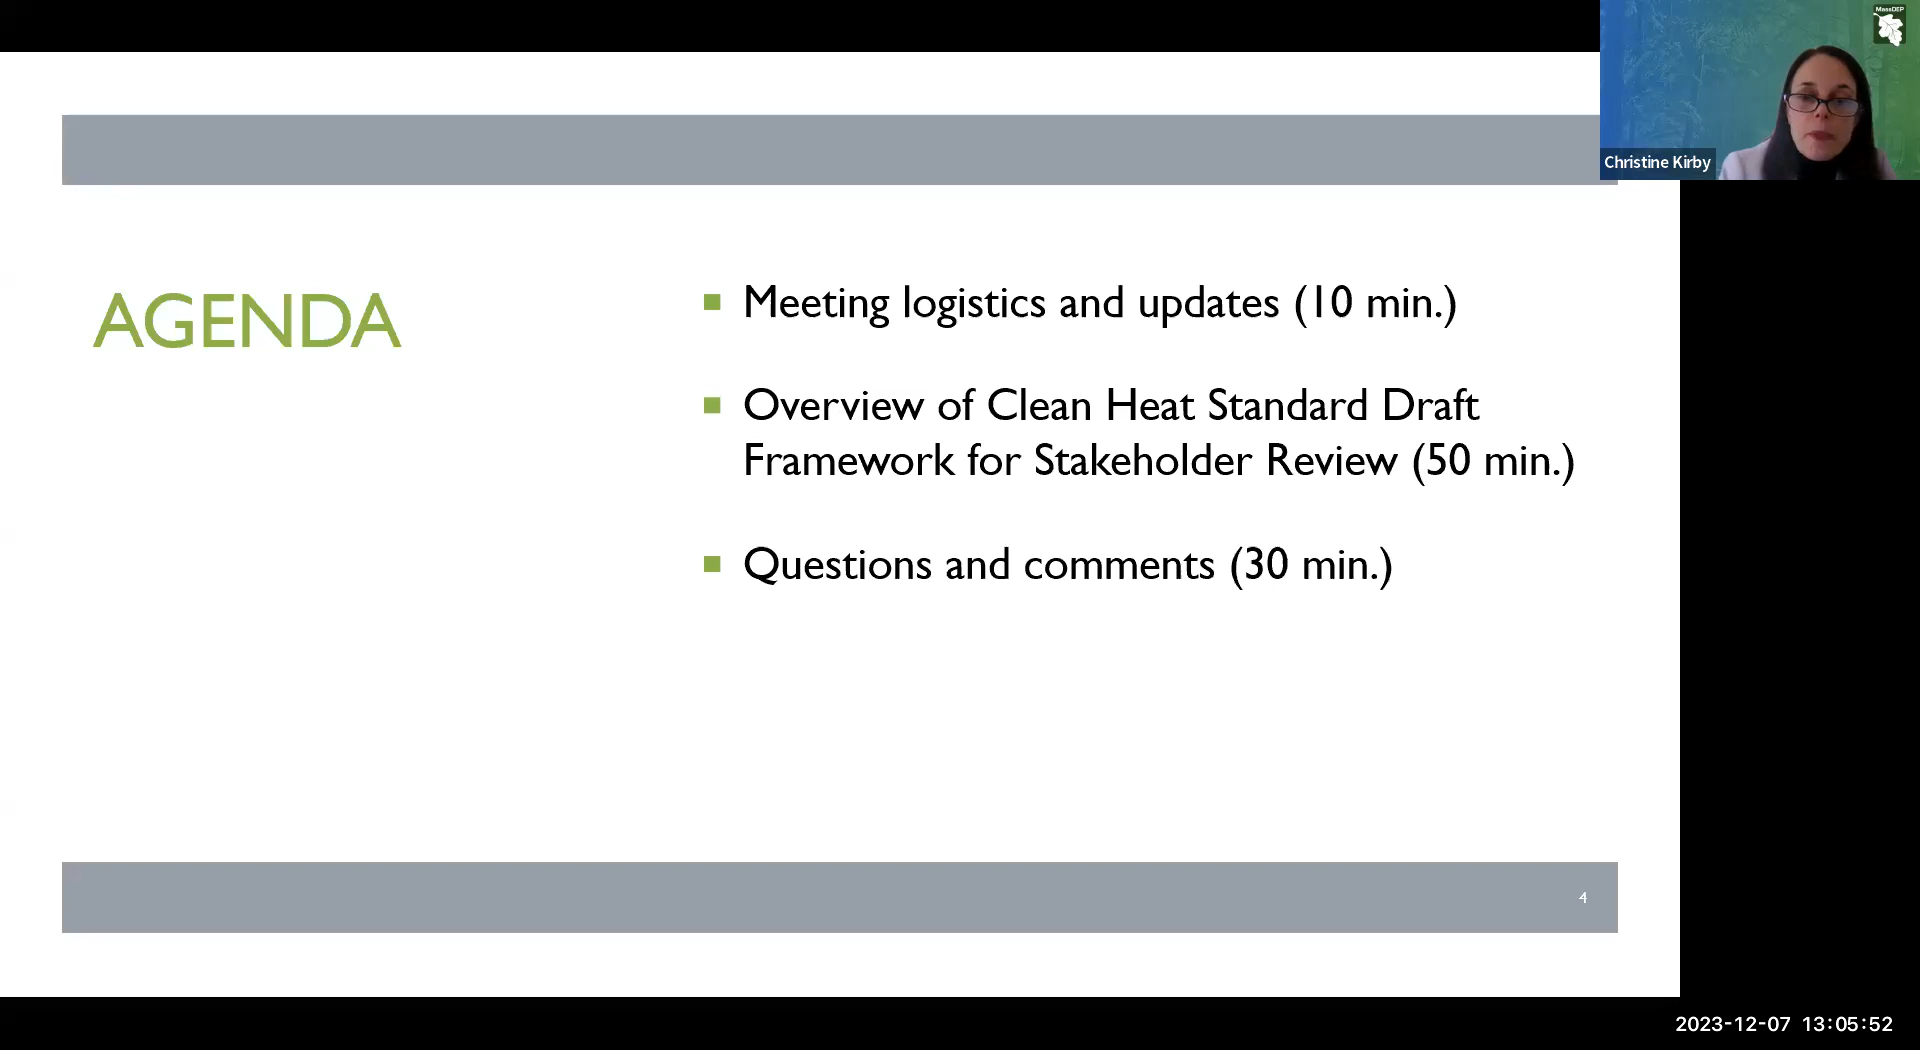 MassDEP
Christine Kirby
AGENDA
Meeting logistics and updates (10 min.)
Overview of Clean Heat Standard Draft
Framework for Stakeholder Review (50 min.)
Questions and comments (30 min.)
4
2023-12-07 13:05:52